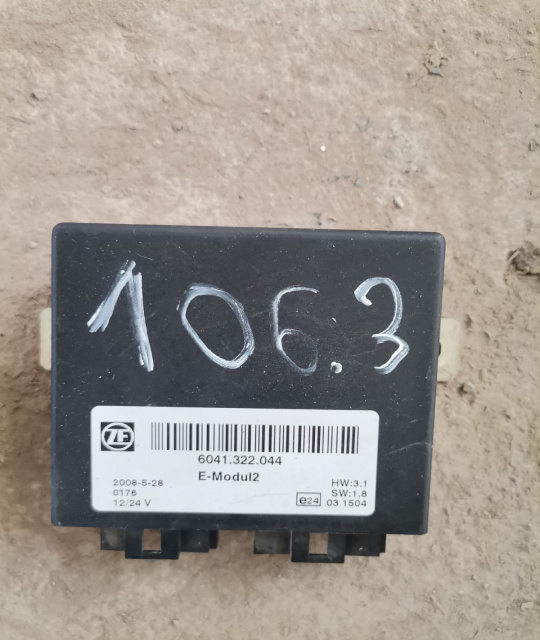 106.3
ZF
6041.322.044
E-Modul2
2008-5-28
0176
12/24 V
HW:3.1
SW:1.8
e24 03 1504